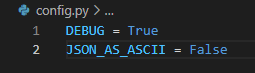 config.py > ...
1 DEBUG = True
2 JSON_AS_ASCII = False